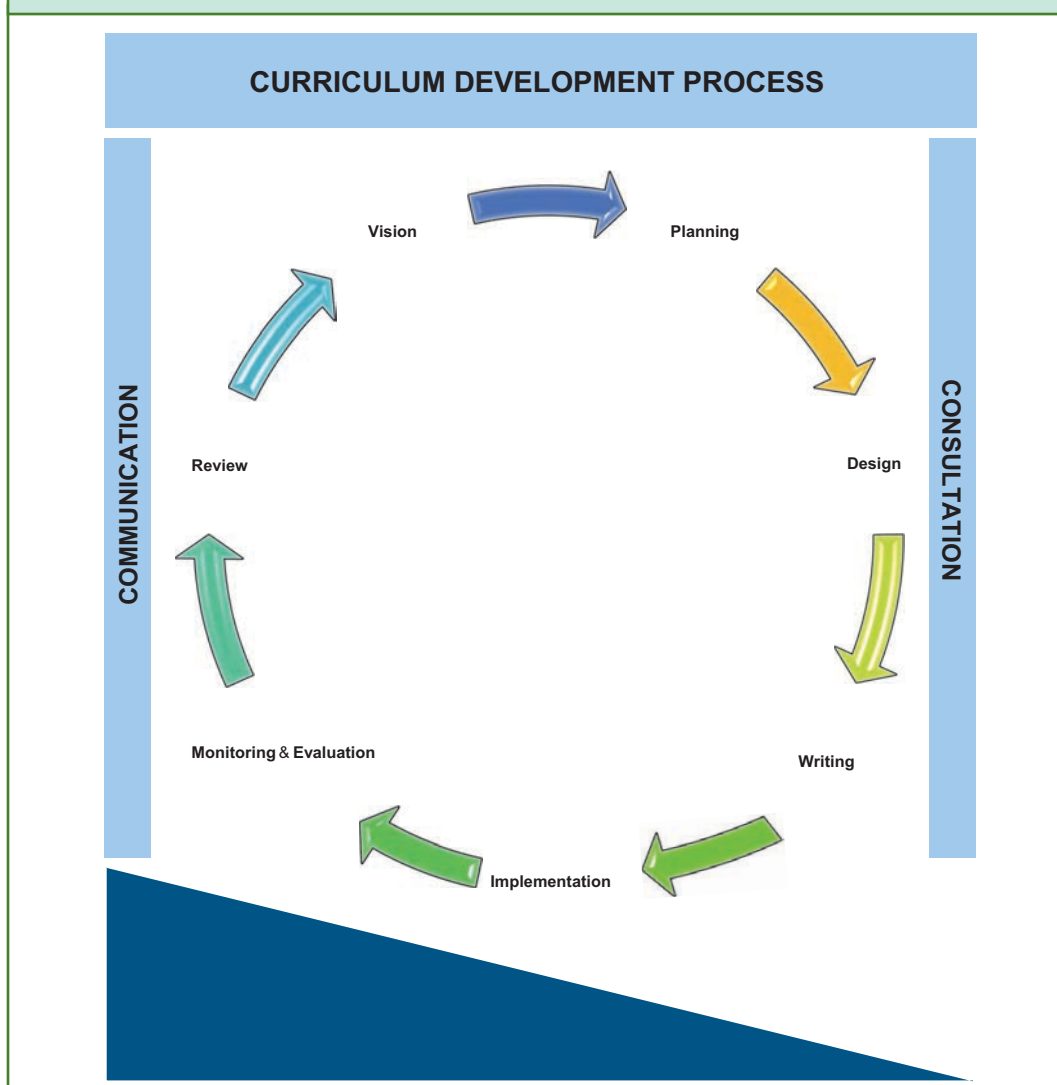 CURRICULUM DEVELOPMENT PROCESS
Vision
Planning
COMMUNICATION
CONSULTATION
Review
Design
Monitoring & Evaluation
Writing
Implementation